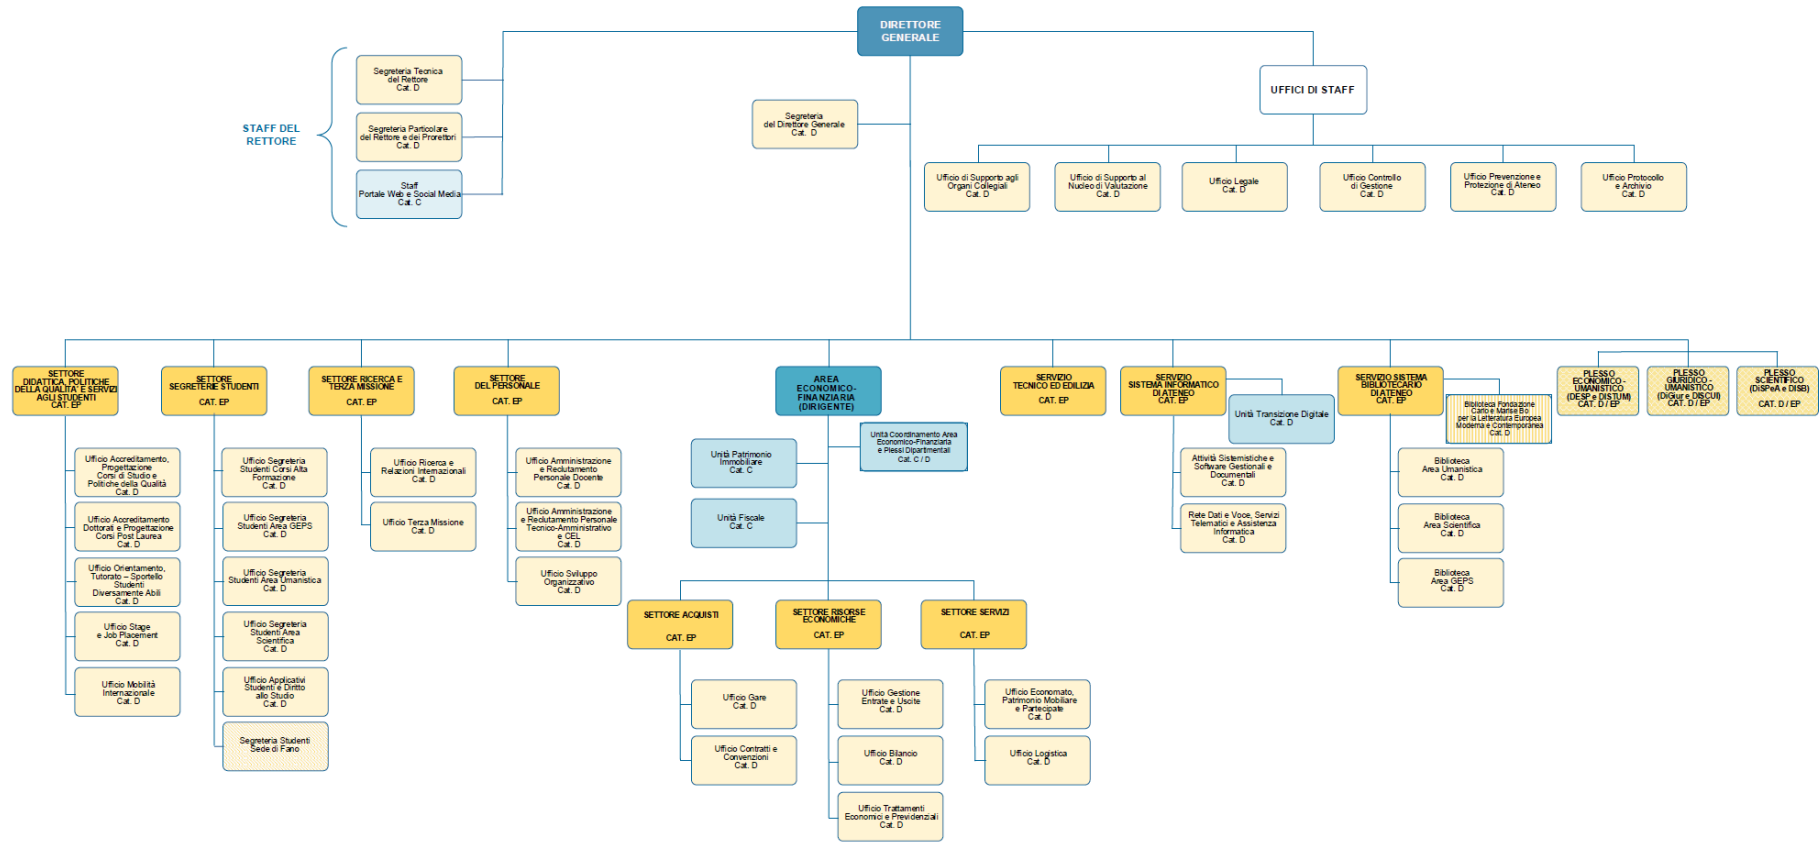 DIRETTORE
GENERALE
STAFF DEL
RETTORE
Segreteria Tecnica
del Rettore
Cat. D
Segreteria Particolare
del Rettore e dei Prorettori
Cat. D
Staff
Portale Web e Social Media
Cat. C
Segreteria
del Direttore Generale
Cat. D
UFFICI DI STAFF
Ufficio di Supporto agli
Organi Collegiali
Cat. D
Ufficio di Supporto al
Nucleo di Valutazione
Cat. D
Ufficio Legale
Cat. D
Ufficio Controllo
di Gestione
Cat. D
Ufficio Prevenzione e
Protezione di Ateneo
Cat. D
Ufficio Protocollo
e Archivio
Cat. D
SETTORE
DIDATTICA, POLITICHE
DELLA QUALITA' E SERVIZI
AGLI STUDENTI
CAT. EP
Ufficio Accreditamento,
Progettazione
Corsi di Studio e
Politiche della Qualità
Cat. D
Ufficio Accreditamento
Dottorati e Progettazione
Corsi Post Laurea
Cat. D
Ufficio Orientamento,
Tutorato – Sportello
Studenti
Diversamente Abili
Cat. D
Ufficio Stage
e Job Placement
Cat. D
Ufficio Mobilità
Internazionale
Cat. D
SETTORE
SEGRETERIE STUDENTI
CAT. EP
Ufficio Segreteria
Studenti Corsi Alta
Formazione
Cat. D
Ufficio Segreteria
Studenti Area GEPS
Cat. D
Ufficio Segreteria
Studenti Area Umanistica
Cat. D
Ufficio Segreteria
Studenti Area
Scientifica
Cat. D
Ufficio Applicativi
Studenti e Diritto
allo Studio
Cat. D
Segreteria Studenti
Sede di Fano
SETTORE RICERCA E
TERZA MISSIONE
CAT. EP
Ufficio Ricerca e
Relazioni Internazionali
Cat. D
Ufficio Terza Missione
Cat. D
SETTORE
DEL PERSONALE
CAT. EP
Ufficio Amministrazione
e Reclutamento
Personale Docente
Cat. D
Ufficio Amministrazione
e Reclutamento Personale
Tecnico-Amministrativo
e CEL
Cat. D
Ufficio Sviluppo
Organizzativo
Cat. D
AREA
ECONOMICO-
FINANZIARIA
(DIRIGENTE)
Unità Patrimonio
Immobiliare
Cat. C
Unità Coordinamento Area
Economico-Finanziaria
e Plessi Dipartimentali
Cat. C / D
Unità Fiscale
Cat. C
SETTORE ACQUISTI
CAT. EP
Ufficio Gare
Cat. D
Ufficio Contratti e
Convenzioni
Cat. D
SETTORE RISORSE
ECONOMICHE
CAT. EP
Ufficio Gestione
Entrate e Uscite
Cat. D
Ufficio Bilancio
Cat. D
Ufficio Trattamenti
Economici e Previdenziali
Cat. D
SETTORE SERVIZI
CAT. EP
Ufficio Economato,
Patrimonio Mobiliare
e Partecipate
Cat. D
Ufficio Logistica
Cat. D
SERVIZIO
TECNICO ED EDILIZIA
CAT. EP
SERVIZIO
SISTEMA INFORMATICO
DI ATENEO
CAT. EP
Unità Transizione Digitale
Cat. D
Attività Sistemistiche e
Software Gestionali e
Documentali
Cat. D
Rete Dati e Voce, Servizi
Telematici e Assistenza
Informatica
Cat. D
SERVIZIO SISTEMA
BIBLIOTECARIO
DI ATENEO
CAT. EP
Biblioteca Fondazione
Carlo e Marise Bo
per la Letteratura Europea
Moderna e Contemporanea
Cat. D
Biblioteca
Area Umanistica
Cat. D
Biblioteca
Area Scientifica
Cat. D
Biblioteca
Area GEPS
Cat. D
PLESSO
ECONOMICO -
UMANISTICO
(DESP e DISTUM)
CAT. D / EP
PLESSO
GIURIDICO -
UMANISTICO
(DiGiur e DISCUI)
CAT. D / EP
PLESSO
SCIENTIFICO
(DiSPeA e DISB)
CAT. D / EP